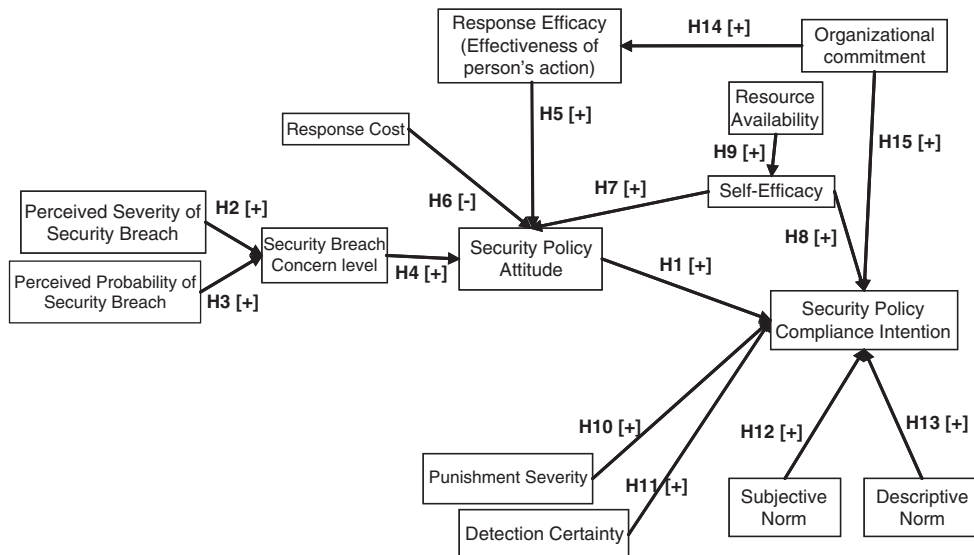 Response Efficacy
(Effectiveness of
person's action)
H14 [+]
Organizational
commitment
Resource
Availability
H5 [+]
Response Cost
H15 [+]
H9 [+]
H7 [+]
Self-Efficacy
H6 [-]
Perceived Severity of
Security Breach
H2 [+]
H8 [+]
Security Breach
Concern level
Security Policy
Attitude
H4 [+]
H1 [+]
Perceived Probability of
Security Breach
H3 [+]
Security Policy
Compliance Intention
H10 [+]
H12 [+]
H13 [+]
Punishment Severity
H11 [+]
Subjective
Norm
Descriptive
Norm
Detection Certainty